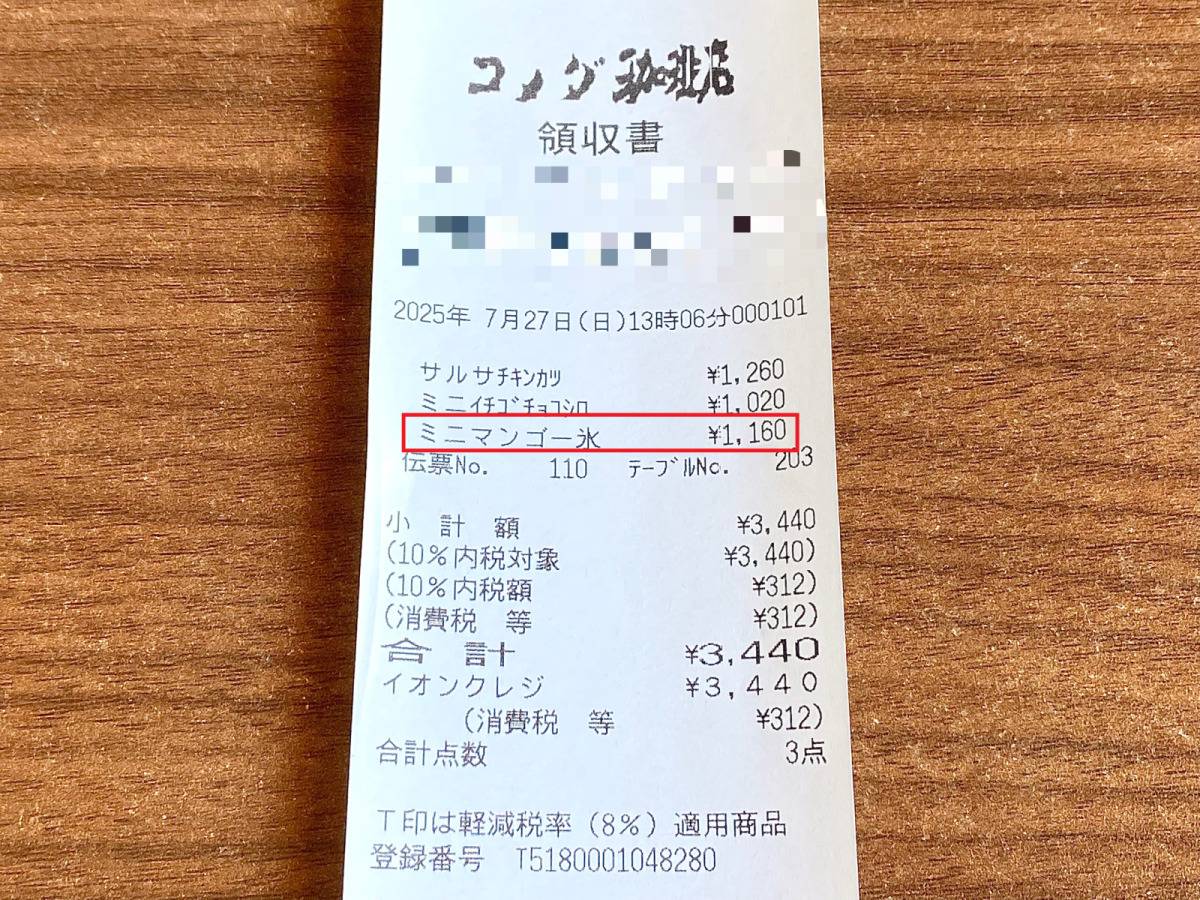 コメダ珈琲店
領収書
2025年 7月27日(日)13時06分000101
サルサチキンカツ ¥1,260
ミニイチゴチョコシロ ¥1,020
ミニマンゴー氷 ¥1,160
伝票No. 110 テーブルNo. 203
小 計 額 ¥3,440
(10%内税対象 ¥3,440)
(10%内税額 ¥312)
(消費税 等 ¥312)
合 計 ¥3,440
イオンクレジ ¥3,440
(消費税 等 ¥312)
合計点数 3点
T印は軽減税率(8%)適用商品
登録番号 T5180001048280